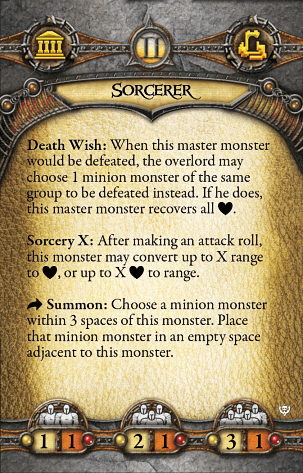 II
SORCERER
Death Wish: When this master monster
would be defeated, the overlord may
choose 1 minion monster of the same
group to be defeated instead. If he does,
this master monster recovers all ♥.
Sorcery X: After making an attack roll,
this monster may convert up to X range
to ♥, or up to X ♥ to range.
Summon: Choose a minion monster
within 3 spaces of this monster. Place
that minion monster in an empty space
adjacent to this monster.
1 1 2 1 3 1